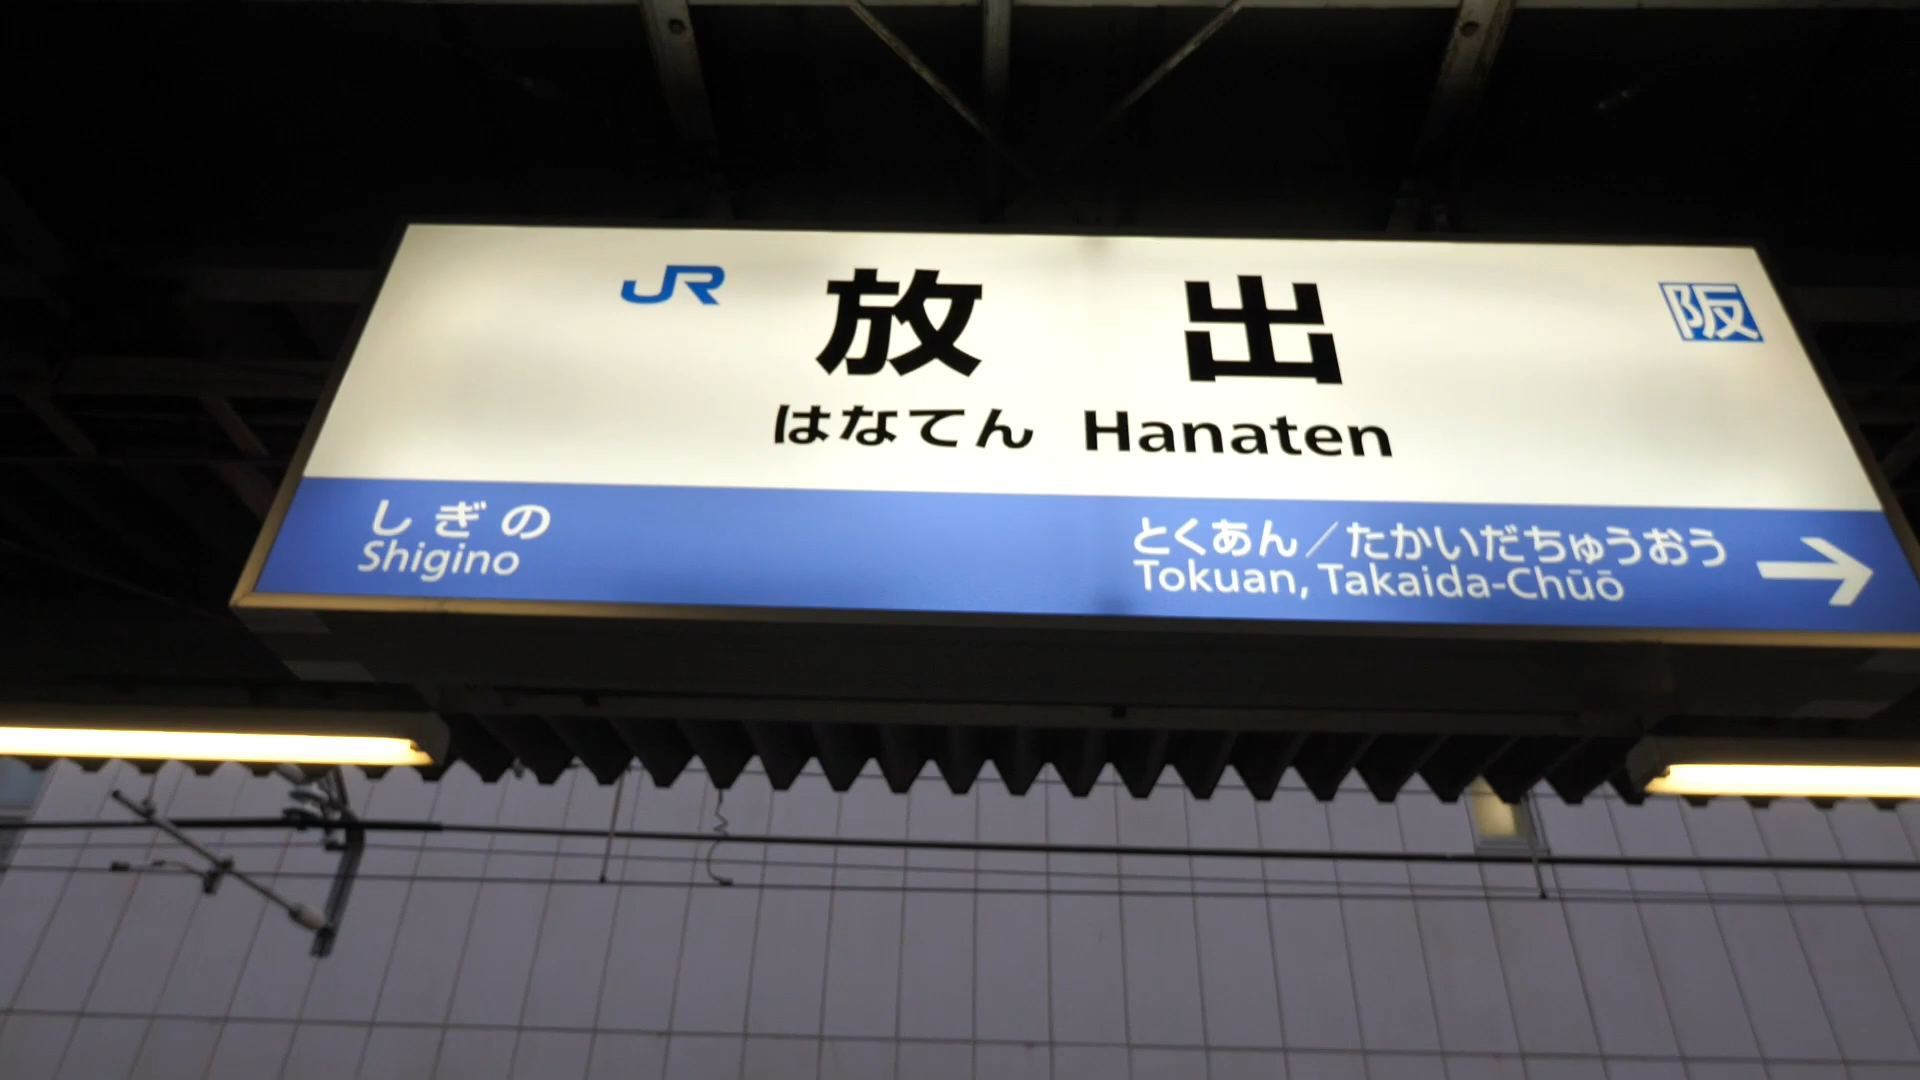 JR 放出 阪
はなてん Hanaten
しぎの
Shigino
とくあん／たかいだちゅうおう →
Tokuan, Takaida-Chūō